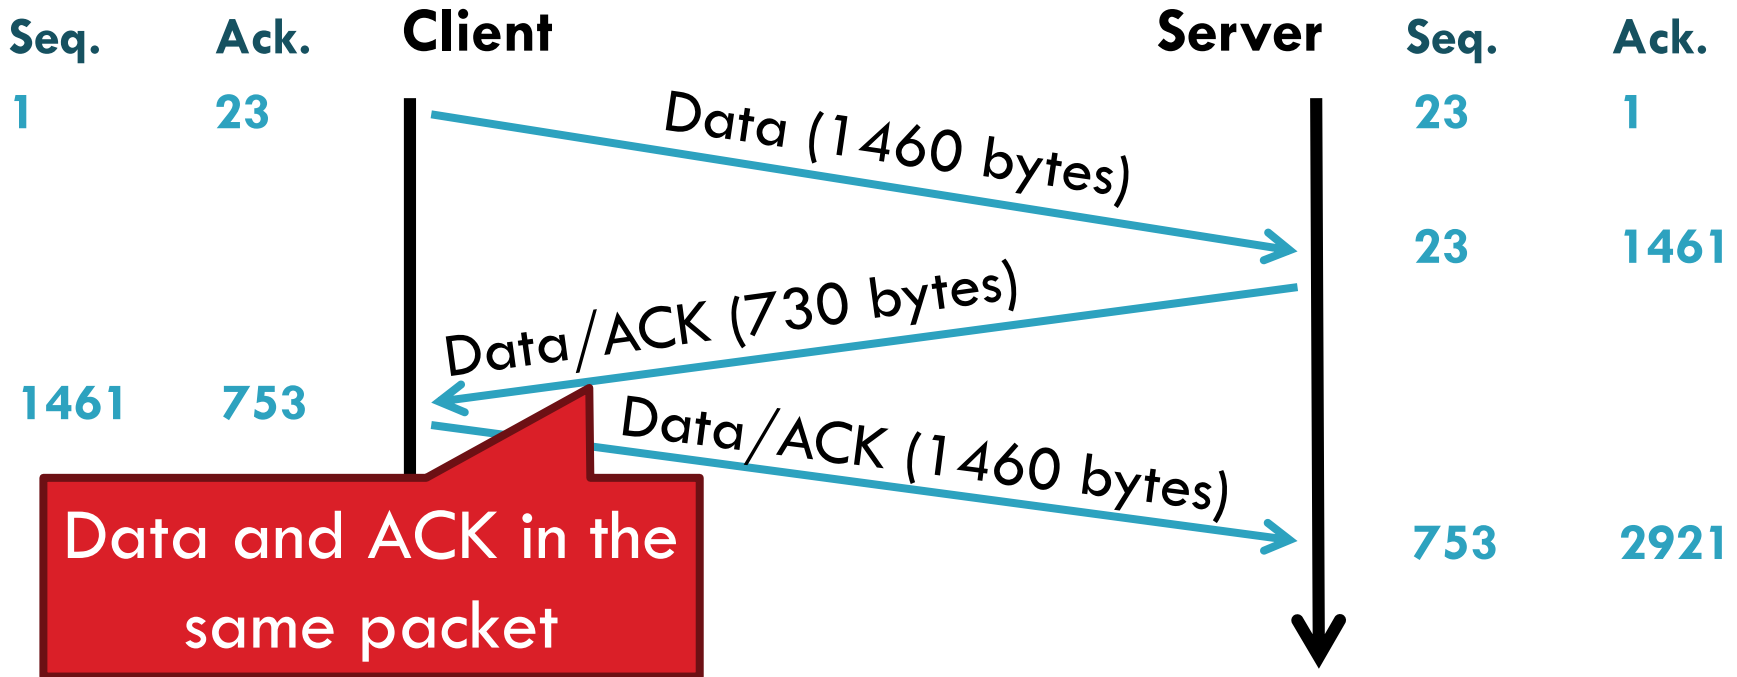 Seq. Ack. Client Server Seq. Ack.
1 23 Data (1460 bytes) 23 1
23 1461
Data/ACK (730 bytes)
1461 753 Data/ACK (1460 bytes)
753 2921
Data and ACK in the
same packet